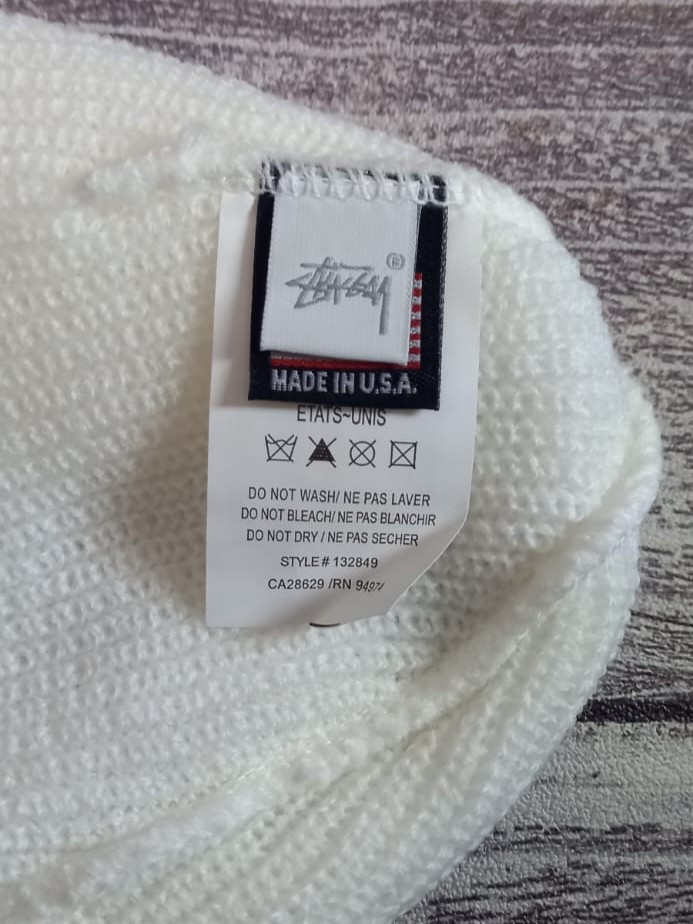 STÜSSY ®
MADE IN U.S.A.
ETATS~UNIS
DO NOT WASH/ NE PAS LAVER
DO NOT BLEACH/ NE PAS BLANCHIR
DO NOT DRY / NE PAS SECHER
STYLE # 132849
CA28629 /RN 94974